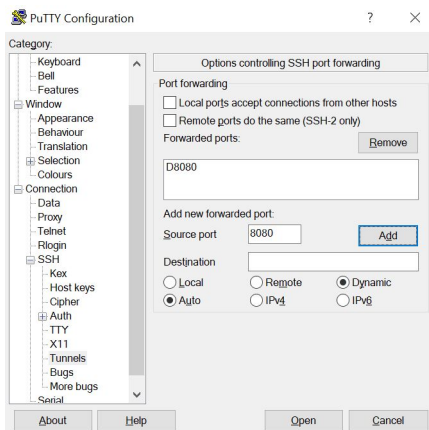 PuTTY Configuration
?
Category:
Keyboard
Bell
Features
Window
Appearance
Behaviour
Translation
Selection
Colours
Connection
Data
Proxy
Telnet
Rlogin
SSH
Kex
Host keys
Cipher
Auth
TTY
X11
Tunnels
Bugs
More bugs
Serial
Options controlling SSH port forwarding
Port forwarding
Local ports accept connections from other hosts
Remote ports do the same (SSH-2 only)
Forwarded ports:
Remove
D8080
Add new forwarded port:
Source port 8080 Add
Destination
Local Remote Dynamic
Auto IPv4 IPv6
About Help Open Cancel